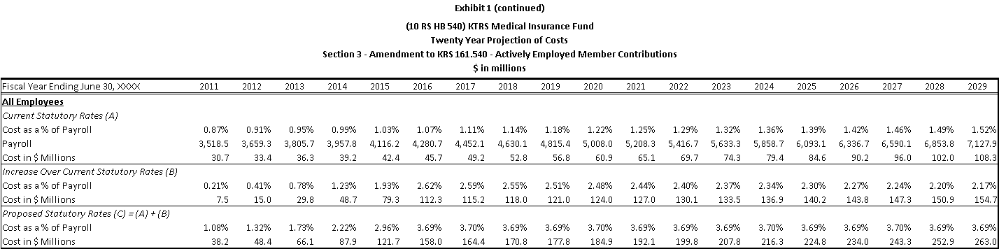 Exhibit 1 (continued)
(10 RS HB 540) KTRS Medical Insurance Fund
Twenty Year Projection of Costs
Section 3 - Amendment to KRS 161.540 - Actively Employed Member Contributions
$ in millions
Fiscal Year Ending June 30, XXXX 2011 2012 2013 2014 2015 2016 2017 2018 2019 2020 2021 2022 2023 2024 2025 2026 2027 2028 2029
All Employees
Current Statutory Rates (A)
Cost as a % of Payroll 0.87% 0.91% 0.95% 0.99% 1.03% 1.07% 1.11% 1.14% 1.18% 1.22% 1.25% 1.29% 1.32% 1.36% 1.39% 1.42% 1.46% 1.49% 1.52%
Payroll 3,518.5 3,659.3 3,805.7 3,957.8 4,116.2 4,280.7 4,452.1 4,630.1 4,815.4 5,008.0 5,208.3 5,416.7 5,633.3 5,858.7 6,093.1 6,336.7 6,590.1 6,853.8 7,127.9
Cost in $ Millions 30.7 33.4 36.3 39.2 42.4 45.7 49.2 52.8 56.8 60.9 65.1 69.7 74.3 79.4 84.6 90.2 96.0 102.0 108.3
Increase Over Current Statutory Rates (B)
Cost as a % of Payroll 0.21% 0.41% 0.78% 1.23% 1.93% 2.62% 2.59% 2.55% 2.51% 2.48% 2.44% 2.40% 2.37% 2.34% 2.30% 2.27% 2.24% 2.20% 2.17%
Cost in $ Millions 7.5 15.0 29.8 48.7 79.3 112.3 115.2 118.0 121.0 124.0 127.0 130.1 133.5 136.9 140.2 143.8 147.3 150.9 154.7
Proposed Statutory Rates (C) = (A) + (B)
Cost as a % of Payroll 1.08% 1.32% 1.73% 2.22% 2.96% 3.69% 3.70% 3.69% 3.69% 3.70% 3.69% 3.69% 3.69% 3.70% 3.69% 3.69% 3.70% 3.69% 3.69%
Cost in $ Millions 38.2 48.4 66.1 87.9 121.7 158.0 164.4 170.8 177.8 184.9 192.1 199.8 207.8 216.3 224.8 234.0 243.3 252.9 263.0